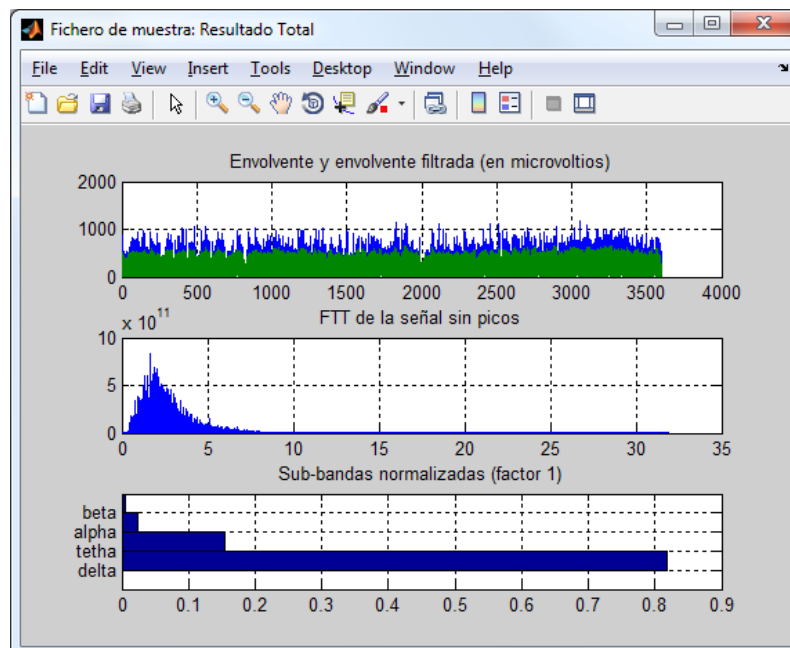 Fichero de muestra: Resultado Total
File Edit View Insert Tools Desktop Window Help
Envolvente y envolvente filtrada (en microvoltios)
2000
1000
0
0 500 1000 1500 2000 2500 3000 3500 4000
x 10^11
FTT de la señal sin picos
10
5
0
0 5 10 15 20 25 30 35
Sub-bandas normalizadas (factor 1)
beta
alpha
tetha
delta
0 0.1 0.2 0.3 0.4 0.5 0.6 0.7 0.8 0.9